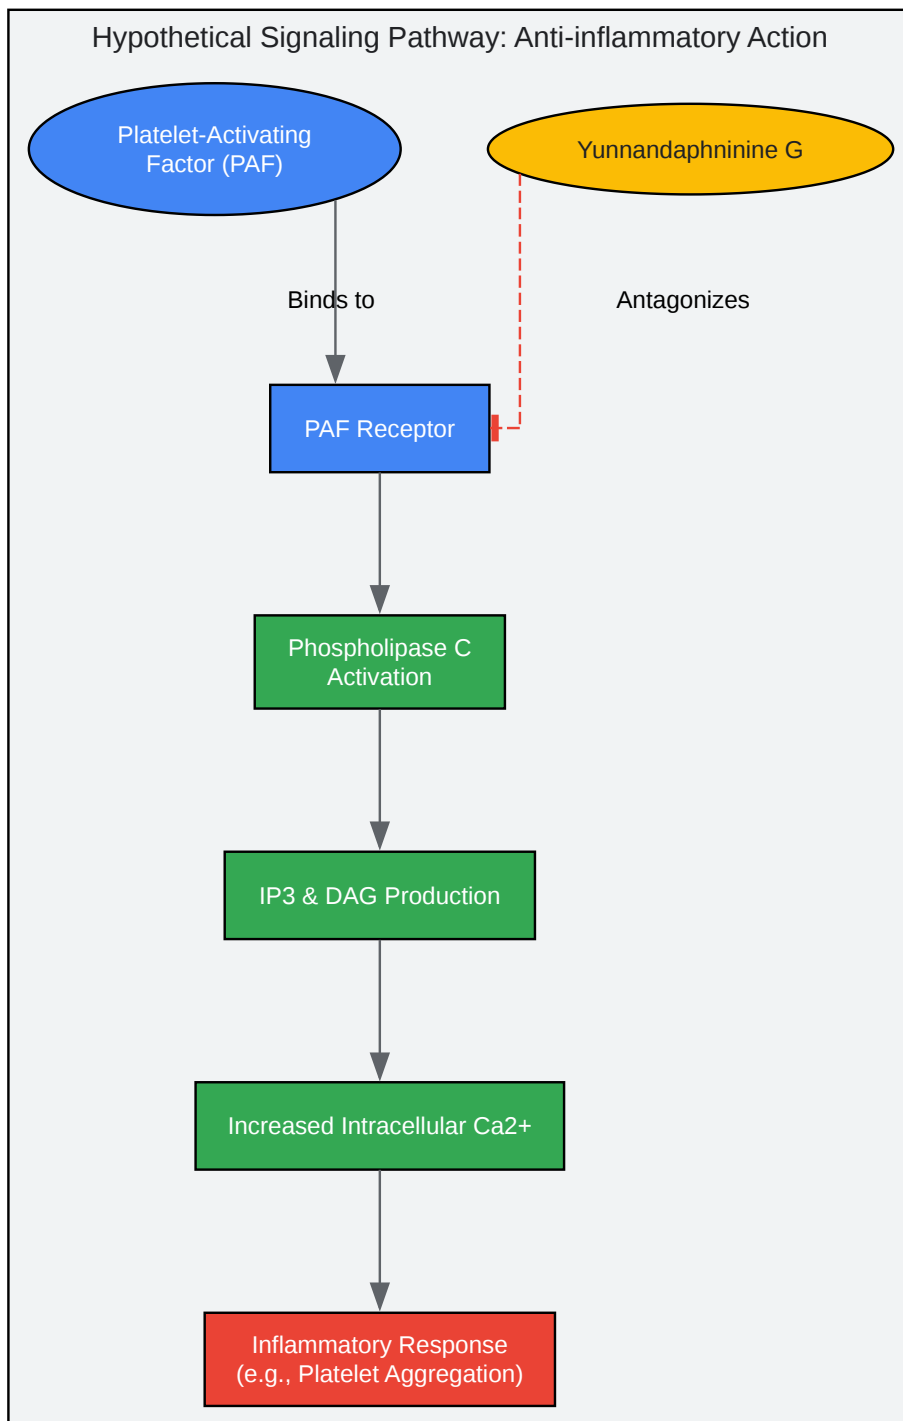 Hypothetical Signaling Pathway: Anti-inflammatory Action
Platelet-Activating
Factor (PAF)
Yunnandaphninine G
Binds to
Antagonizes
PAF Receptor
Phospholipase C
Activation
IP3 & DAG Production
Increased Intracellular Ca2+
Inflammatory Response
(e.g., Platelet Aggregation)